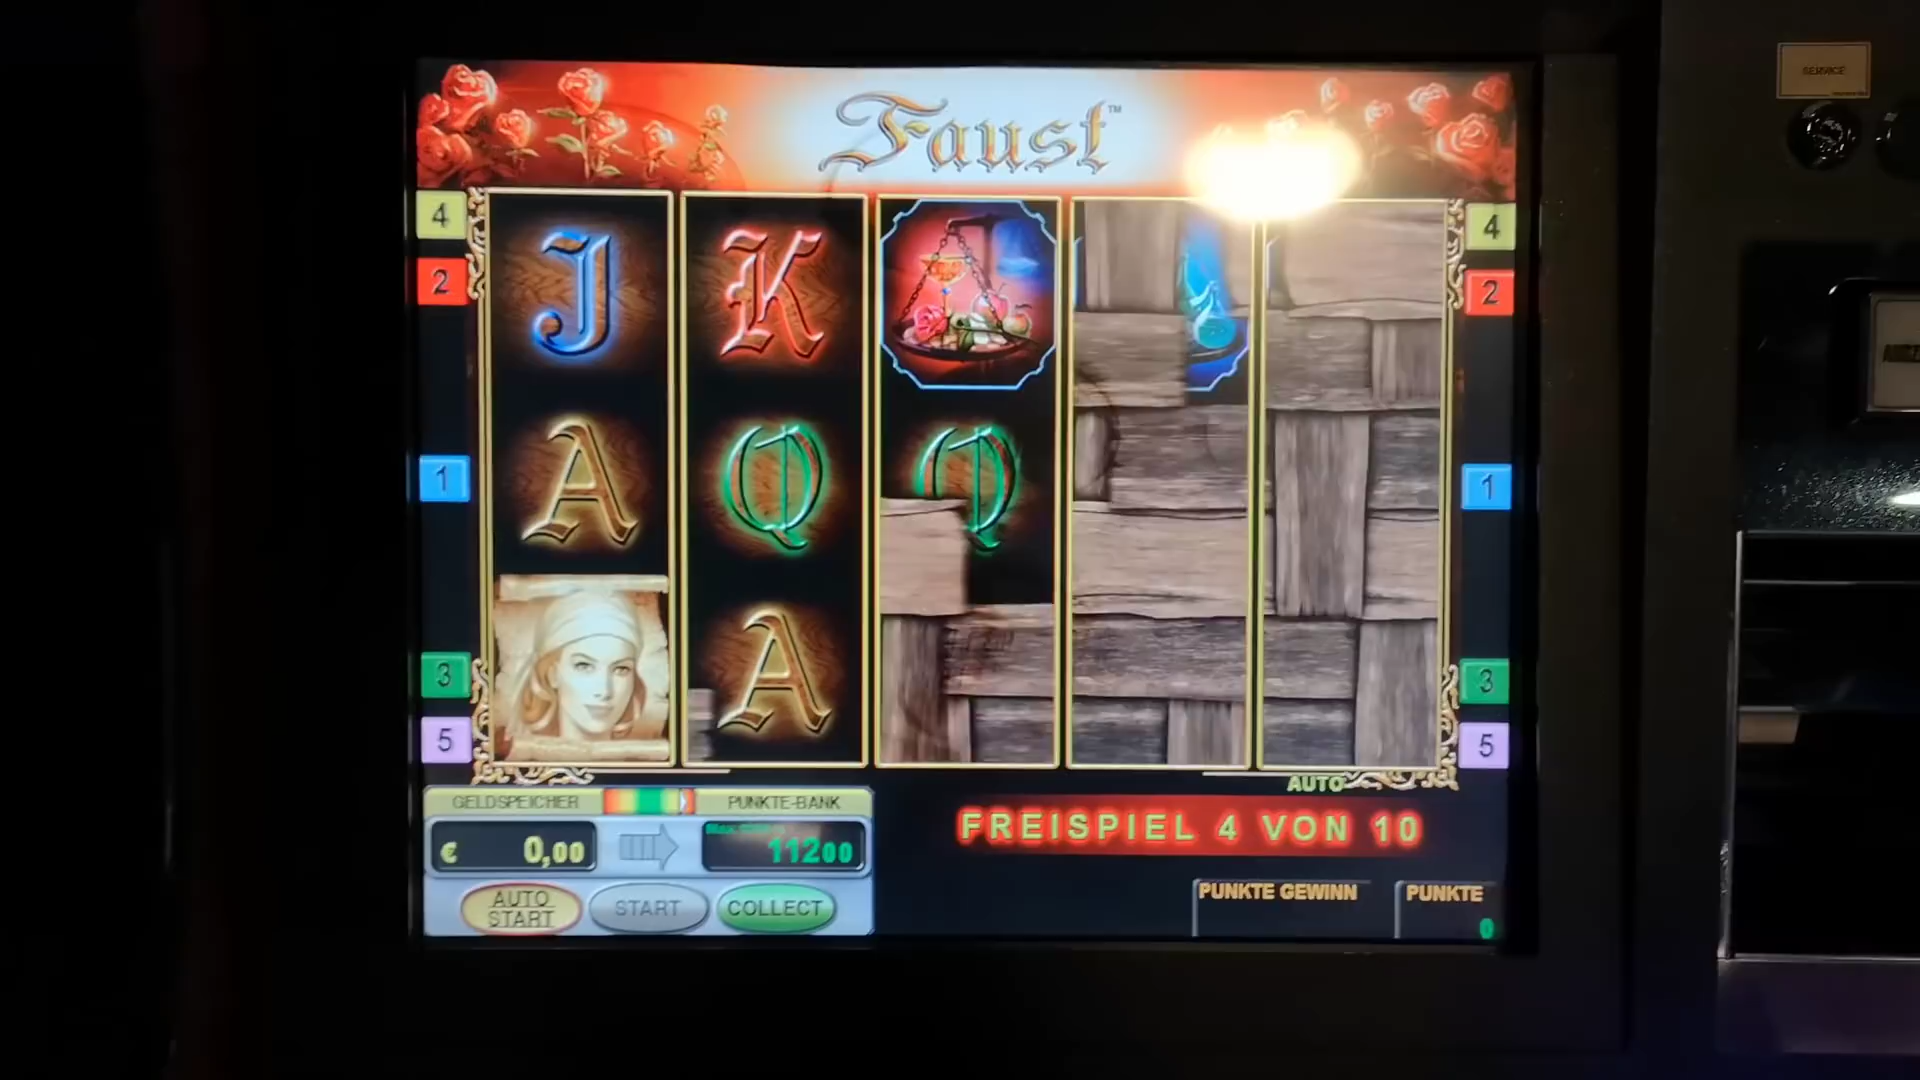 SERVICE
Faust™
4
4
2
2
J K
1
1
A Q Q
3
3
A
5
5
AUTO
GELDSPEICHER
PUNKTE-BANK
FREISPIEL 4 VON 10
€ 0,00
11200
AUTO START
START
COLLECT
PUNKTE GEWINN
PUNKTE
0